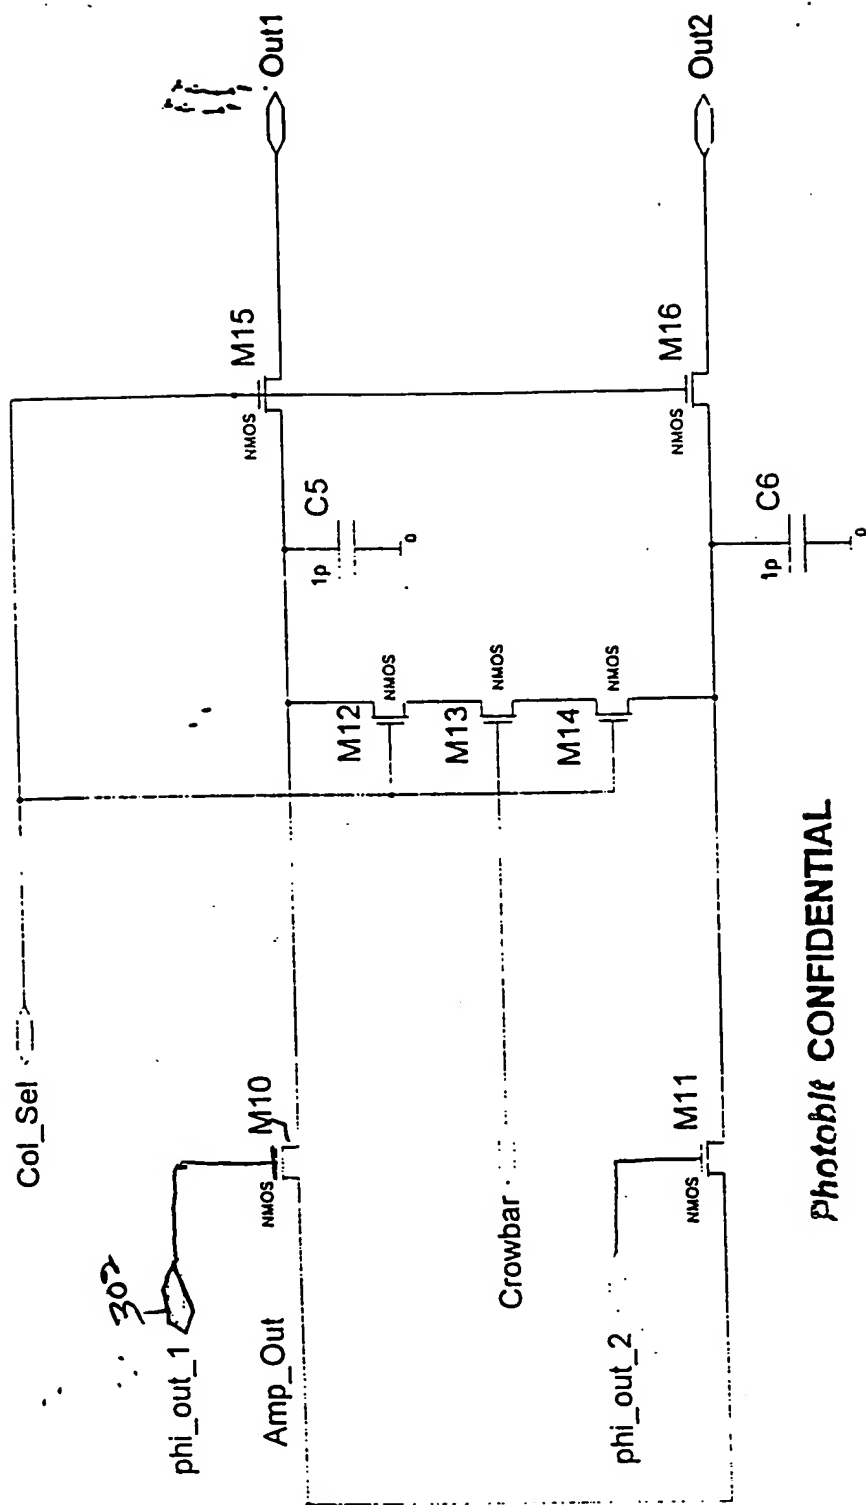 Col_Sel
302
phi_out_1
M10
NMOS
Amp_Out
Crowbar
phi_out_2
M11
NMOS
M12
NMOS
M13
NMOS
M14
NMOS
C5
1p
0
C6
1p
0
M15
NMOS
M16
NMOS
Out1
Out2
Photobit CONFIDENTIAL